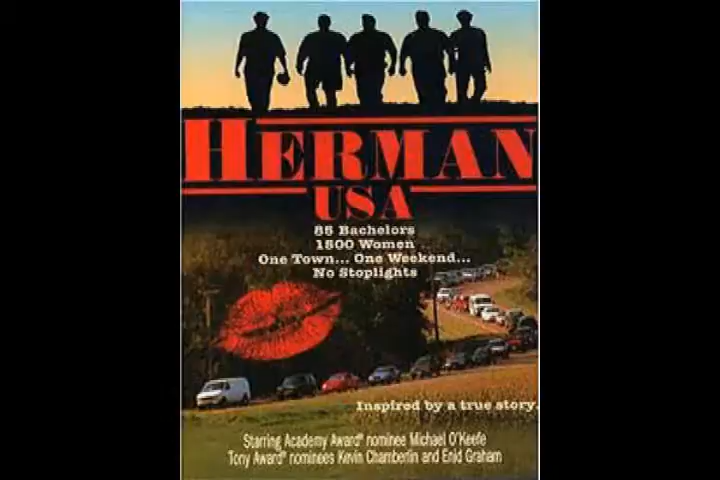 HERMAN
USA
85 Bachelors
1500 Women
One Town... One Weekend...
No Stoplights
Inspired by a true story.
Starring Academy Award® nominee Michael O'Keefe
Tony Award® nominees Kevin Chamberlin and Enid Graham